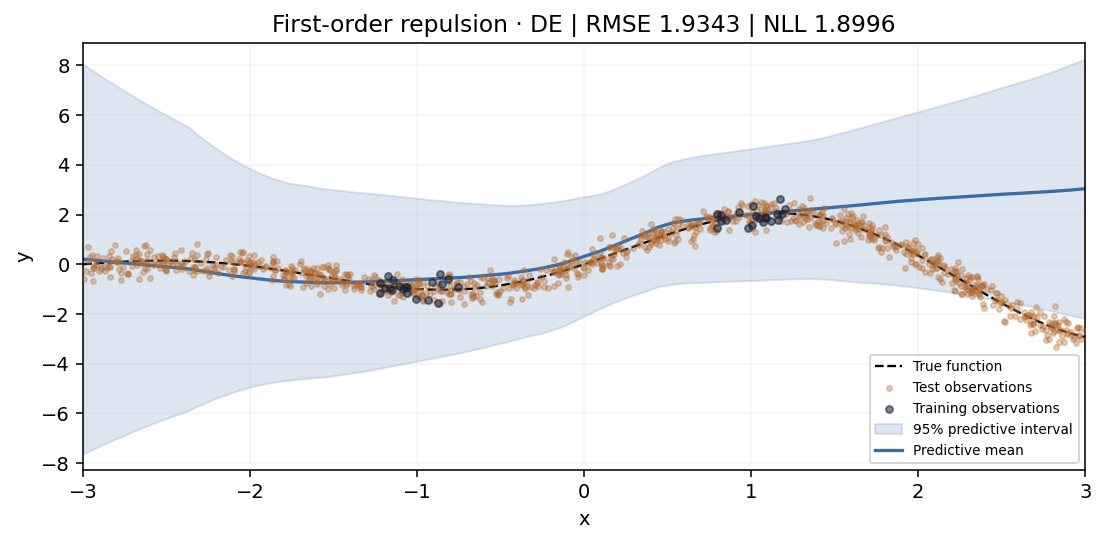 First-order repulsion · DE | RMSE 1.9343 | NLL 1.8996
8
6
4
2
0
−2
−4
−6
−8
y
True function
Test observations
Training observations
95% predictive interval
Predictive mean
−3
−2
−1
0
1
2
3
x